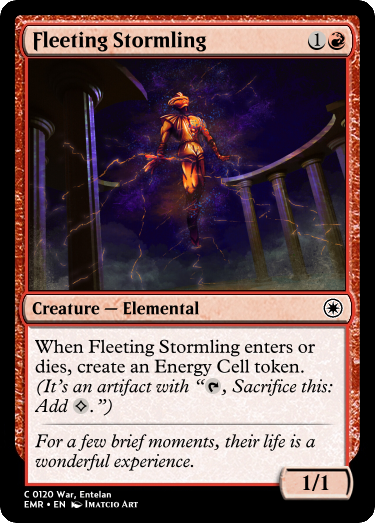 Fleeting Stormling 1
Creature — Elemental
When Fleeting Stormling enters or
dies, create an Energy Cell token.
(It's an artifact with “, Sacrifice this:
Add .”)
For a few brief moments, their life is a
wonderful experience.
1/1
C 0120 War, Entelan
EMR • EN Imatcio Art